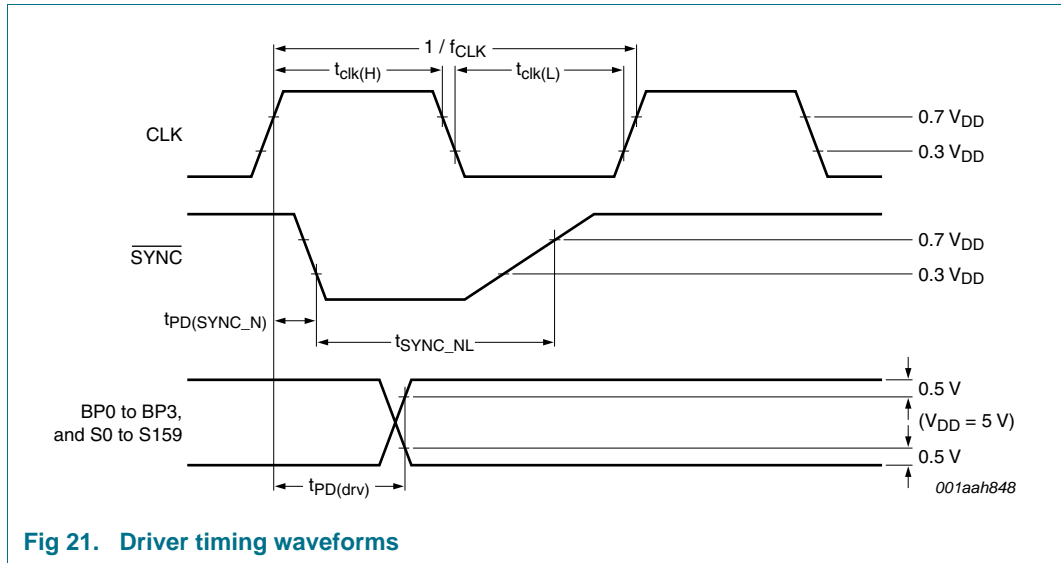 1 / fCLK
tclk(H)
tclk(L)
CLK
0.7 VDD
0.3 VDD
SYNC
0.7 VDD
0.3 VDD
tPD(SYNC_N)
tSYNC_NL
BP0 to BP3,
and S0 to S159
0.5 V
(VDD = 5 V)
0.5 V
tPD(drv)
001aah848
Fig 21. Driver timing waveforms